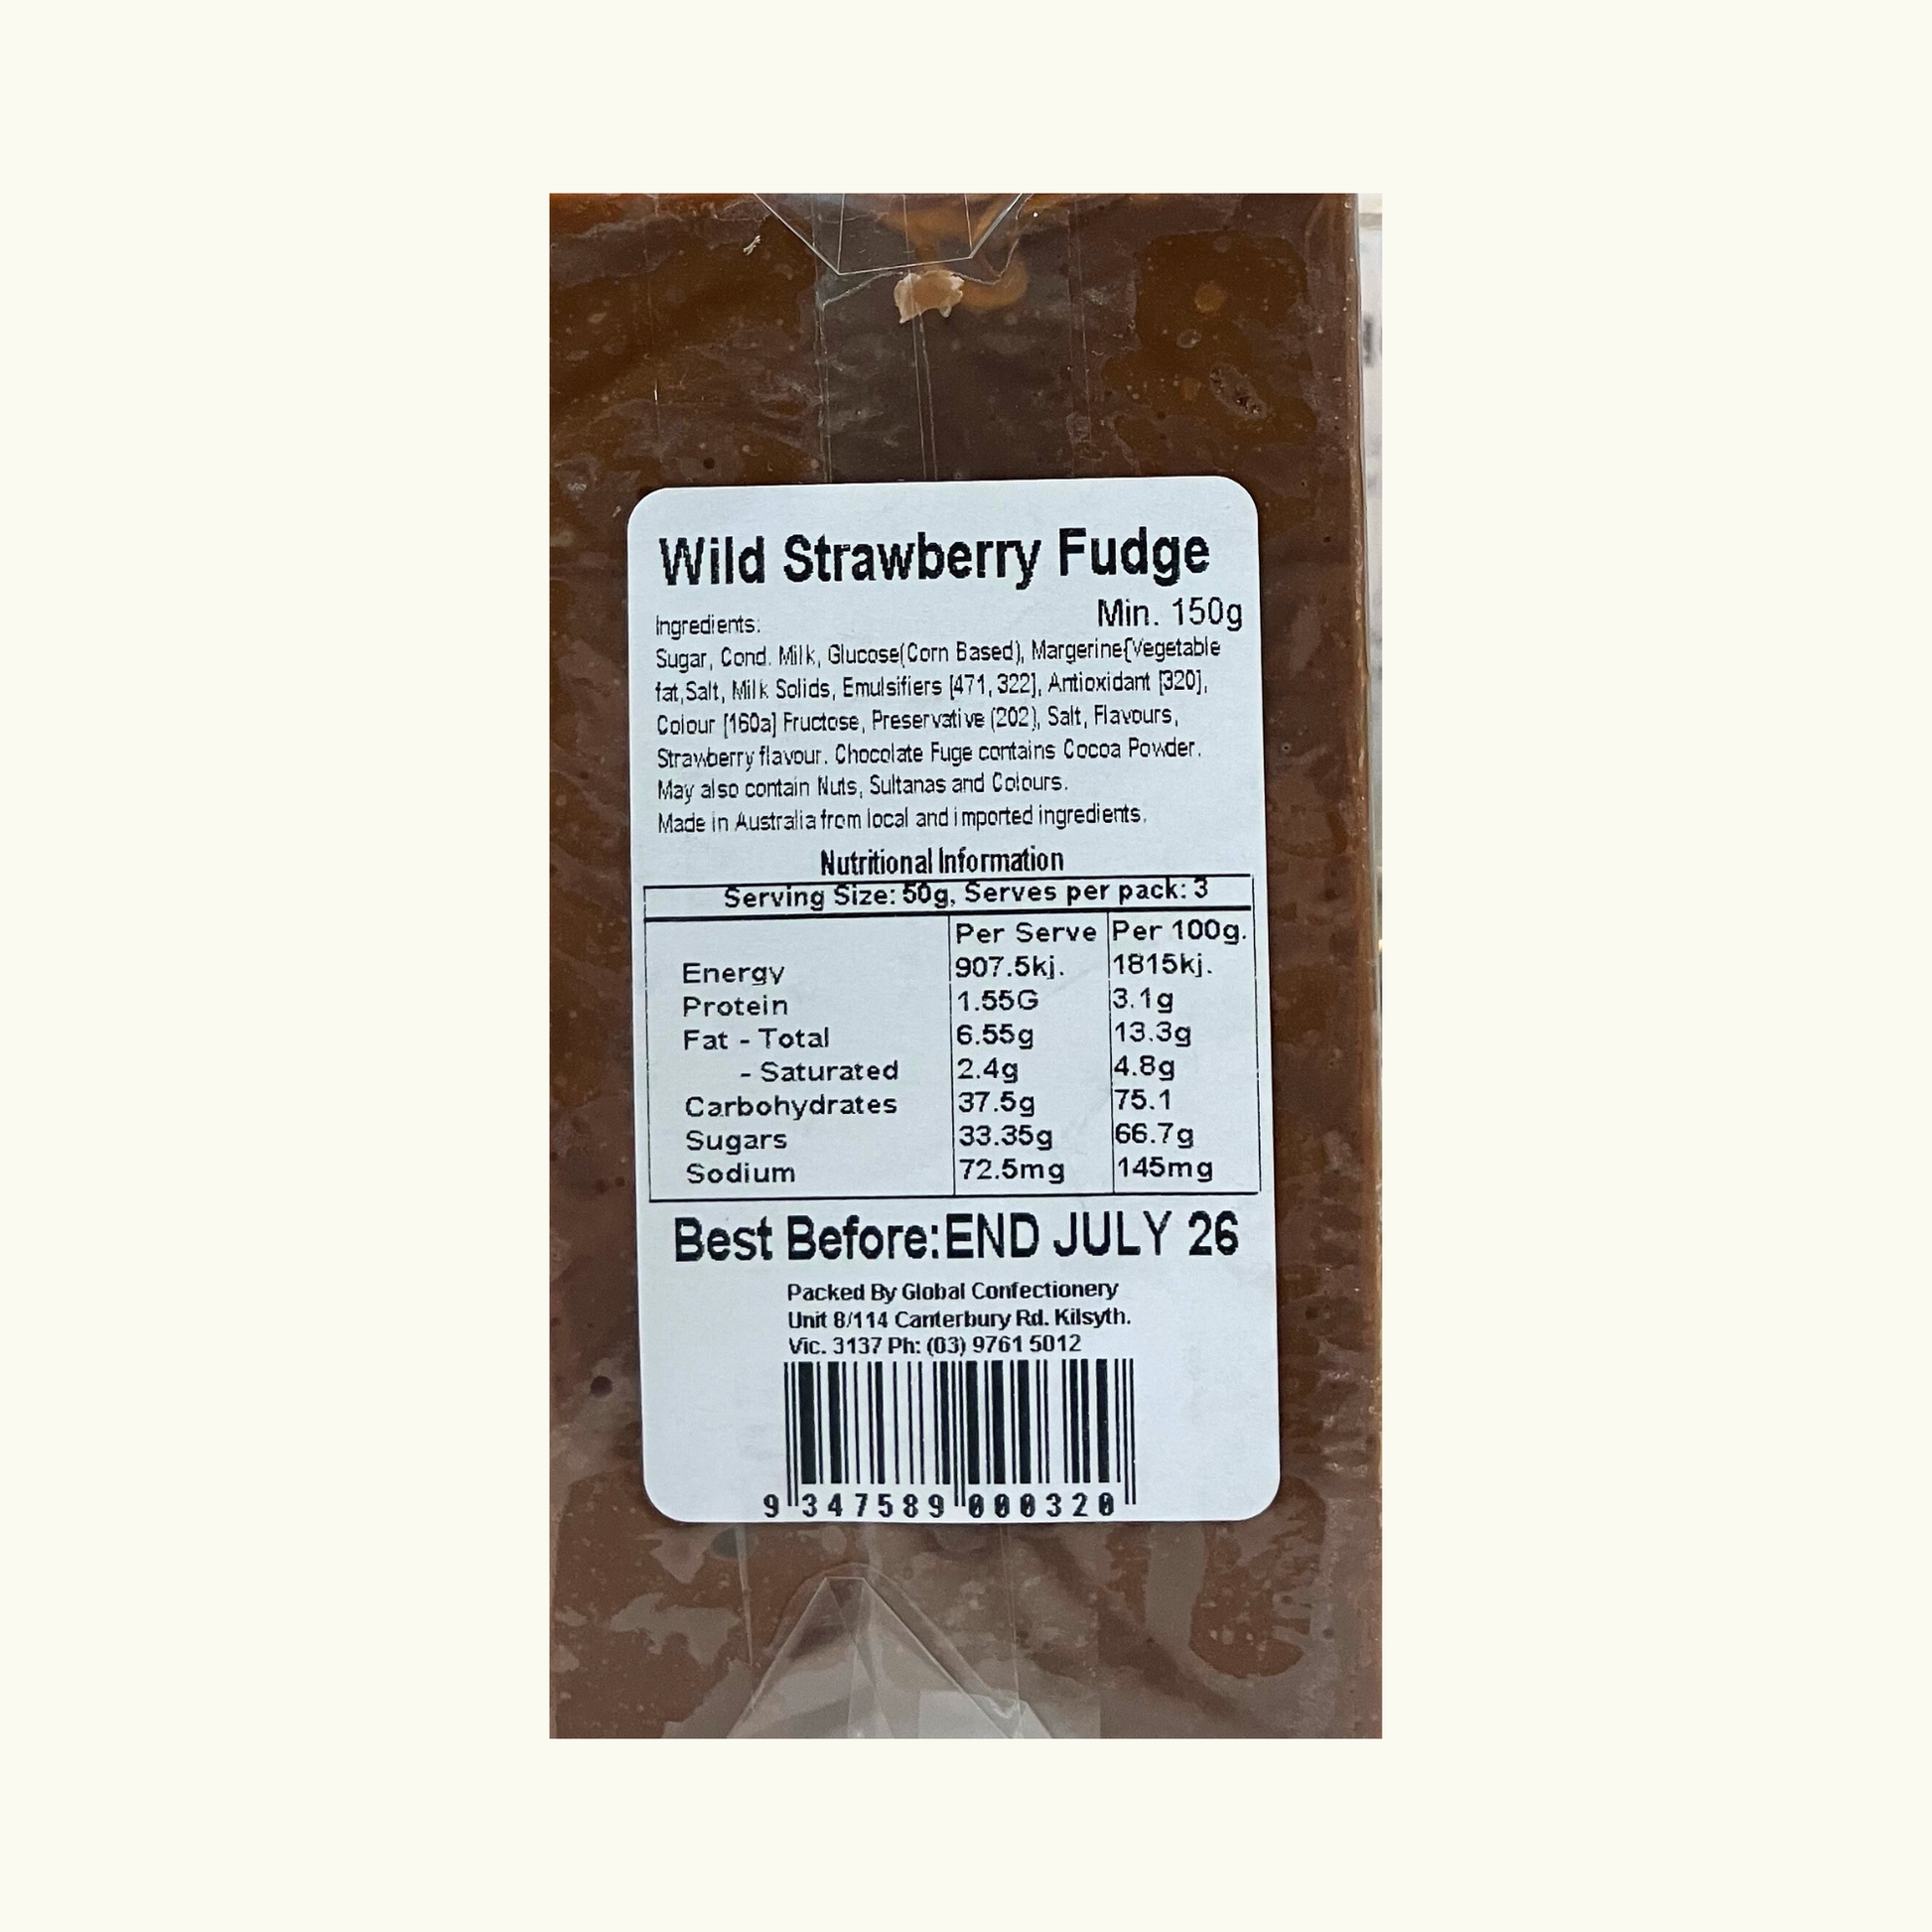 Wild Strawberry Fudge
Min. 150g
Ingredients:
Sugar, Cond. Milk, Glucose(Corn Based), Margerine{Vegetable
fat,Salt, Milk Solids, Emulsifiers [471, 322], Antioxidant [320],
Colour [160a] Fructose, Preservative (202), Salt, Flavours,
Strawberry flavour. Chocolate Fuge contains Cocoa Powder.
May also contain Nuts, Sultanas and Colours.
Made in Australia from local and imported ingredients.
Nutritional Information
Serving Size: 50g, Serves per pack: 3
Per Serve Per 100g.
Energy 907.5kj. 1815kj.
Protein 1.55G 3.1g
Fat - Total 6.55g 13.3g
- Saturated 2.4g 4.8g
Carbohydrates 37.5g 75.1
Sugars 33.35g 66.7g
Sodium 72.5mg 145mg
Best Before:END JULY 26
Packed By Global Confectionery
Unit 8/114 Canterbury Rd. Kilsyth.
Vic. 3137 Ph: (03) 9761 5012
9 347589 000320